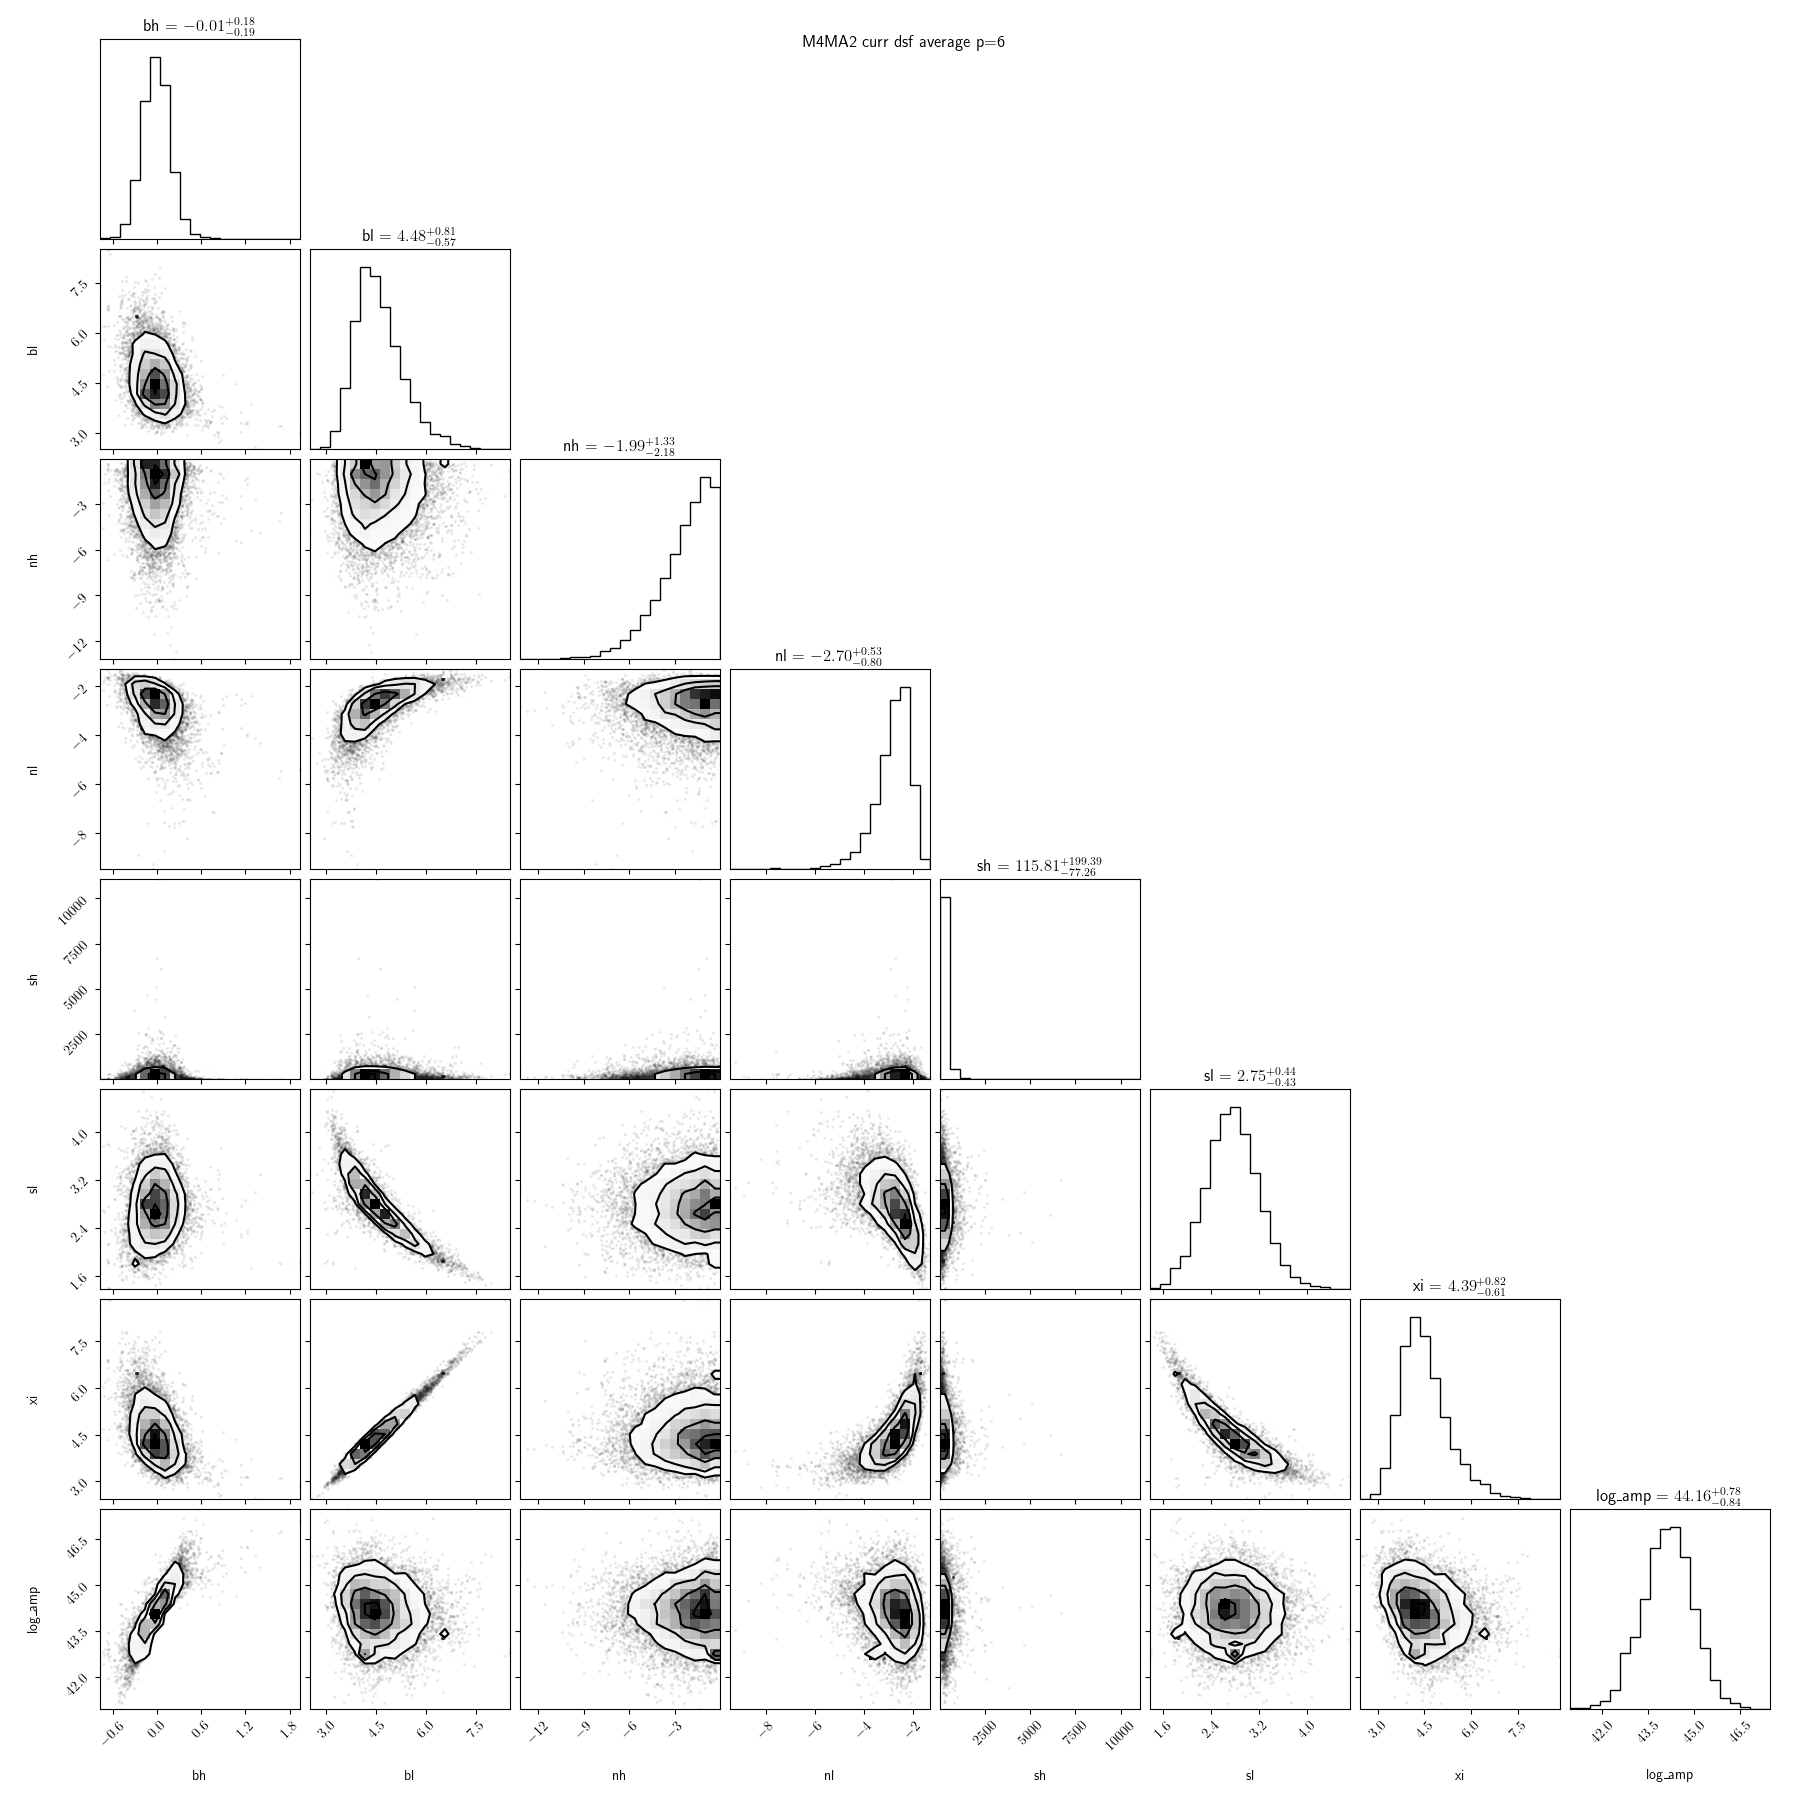 M4MA2 curr dsf average p=6
bh = −0.01+0.18−0.19
bl = 4.48+0.81−0.57
7.5
6.0
4.5
3.0
bl
nh = −1.99+1.33−2.18
−3
−6
−9
−12
nh
nl = −2.70+0.53−0.80
−2
−4
−6
−8
nl
sh = 115.81+199.39−77.26
10000
7500
5000
2500
sh
sl = 2.75+0.44−0.43
4.0
3.2
2.4
1.6
sl
xi = 4.39+0.82−0.61
7.5
6.0
4.5
3.0
xi
log_amp = 44.16+0.78−0.84
46.5
45.0
43.5
42.0
log_amp
−0.6 0.0 0.6 1.2 1.8
3.0 4.5 6.0 7.5
−12 −9 −6 −3
−8 −6 −4 −2
2500 5000 7500 10000
1.6 2.4 3.2 4.0
3.0 4.5 6.0 7.5
42.0 43.5 45.0 46.5
bh bl nh nl sh sl xi log_amp